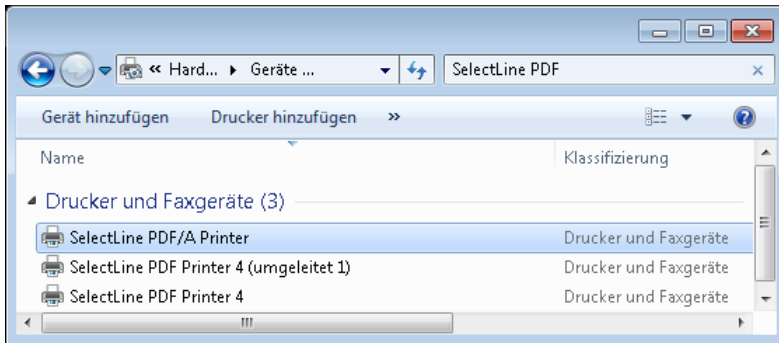 « Hard... ▸ Geräte ...
SelectLine PDF
Gerät hinzufügen Drucker hinzufügen »
Name Klassifizierung
Drucker und Faxgeräte (3)
SelectLine PDF/A Printer Drucker und Faxgeräte
SelectLine PDF Printer 4 (umgeleitet 1) Drucker und Faxgeräte
SelectLine PDF Printer 4 Drucker und Faxgeräte